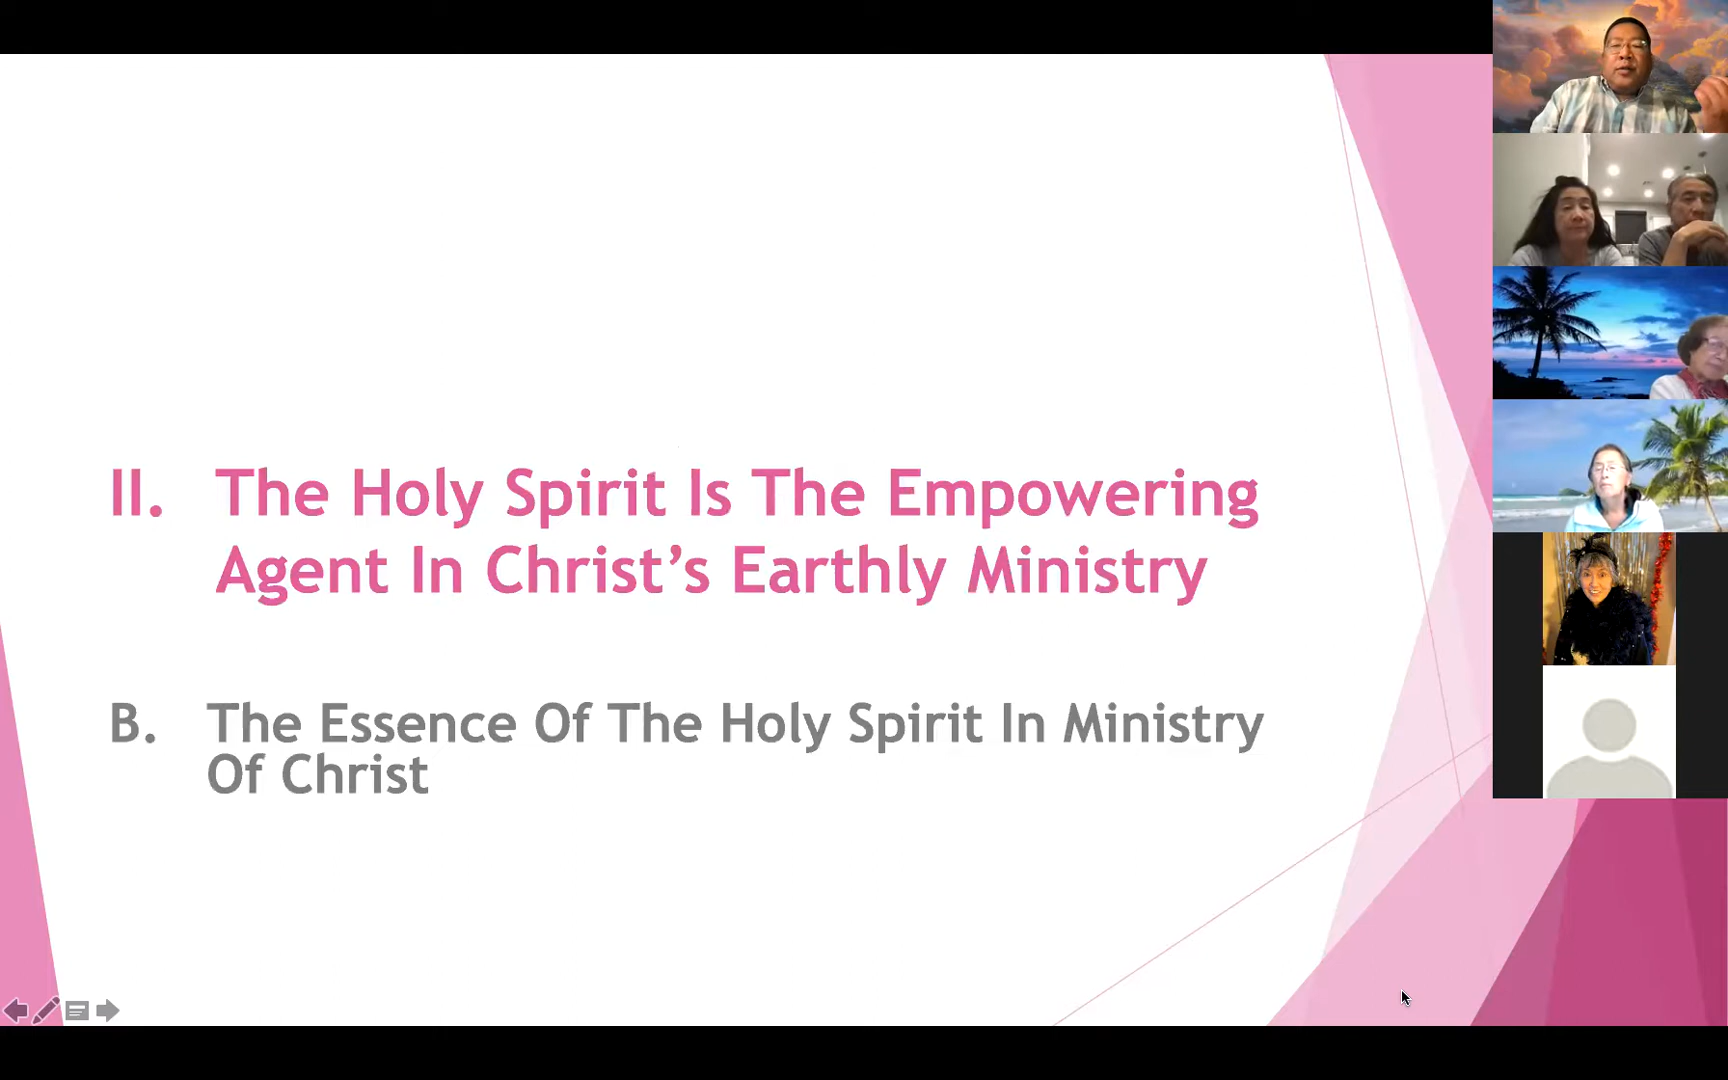 II. The Holy Spirit Is The Empowering
Agent In Christ’s Earthly Ministry
B. The Essence Of The Holy Spirit In Ministry
Of Christ